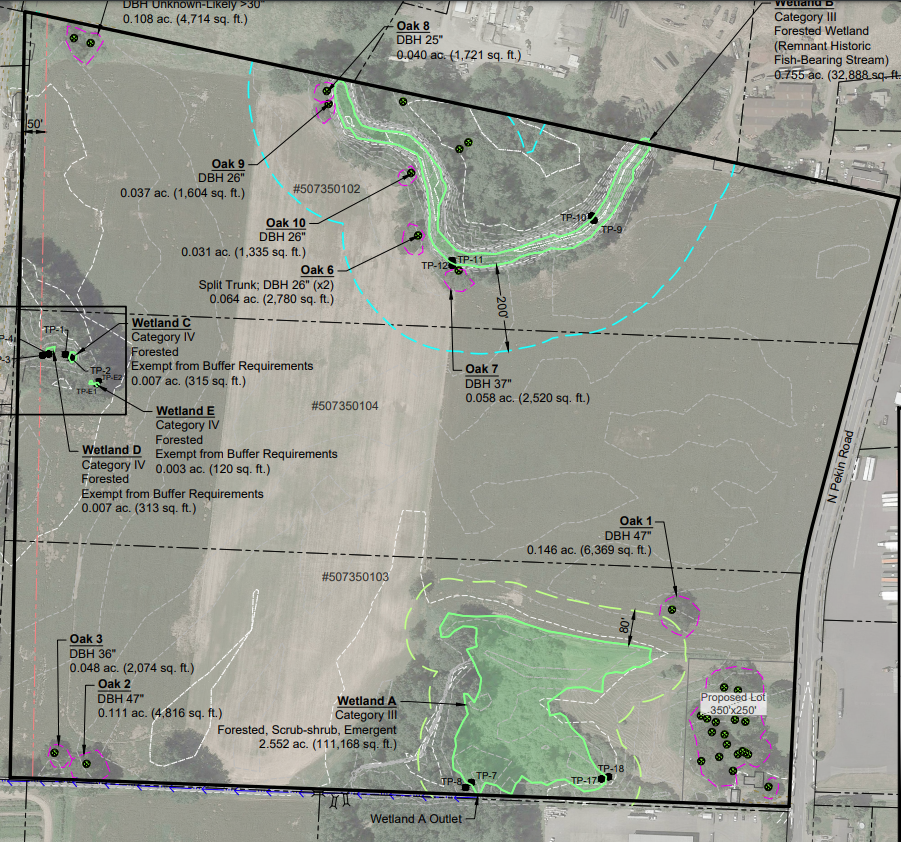 DBH Unknown-Likely >30"
0.108 ac. (4,714 sq. ft.)
Oak 8
DBH 25"
0.040 ac. (1,721 sq. ft.)
Wetland B
Category III
Forested Wetland
(Remnant Historic
Fish-Bearing Stream)
0.755 ac. (32,888 sq. ft
50'
Oak 9
DBH 26"
0.037 ac. (1,604 sq. ft.)
#507350102
Oak 10
DBH 26"
0.031 ac. (1,335 sq. ft.)
Oak 6
Split Trunk; DBH 26" (x2)
0.064 ac. (2,780 sq. ft.)
TP-10
TP-9
TP-11
TP-12
200'
Oak 7
DBH 37"
0.058 ac. (2,520 sq. ft.)
TP-1
P-4
-3
TP-2
TP-E2
TP-E1
Wetland C
Category IV
Forested
Exempt from Buffer Requirements
0.007 ac. (315 sq. ft.)
Wetland E
Category IV
Forested
Exempt from Buffer Requirements
0.003 ac. (120 sq. ft.)
Wetland D
Category IV
Forested
Exempt from Buffer Requirements
0.007 ac. (313 sq. ft.)
#507350104
N Pekin Road
Oak 1
DBH 47"
0.146 ac. (6,369 sq. ft.)
#507350103
80'
Oak 3
DBH 36"
0.048 ac. (2,074 sq. ft.)
Oak 2
DBH 47"
0.111 ac. (4,816 sq. ft.)
Wetland A
Category III
Forested, Scrub-shrub, Emergent
2.552 ac. (111,168 sq. ft.)
Proposed Lot
350'x250'
TP-8
TP-7
TP-18
TP-17
Wetland A Outlet